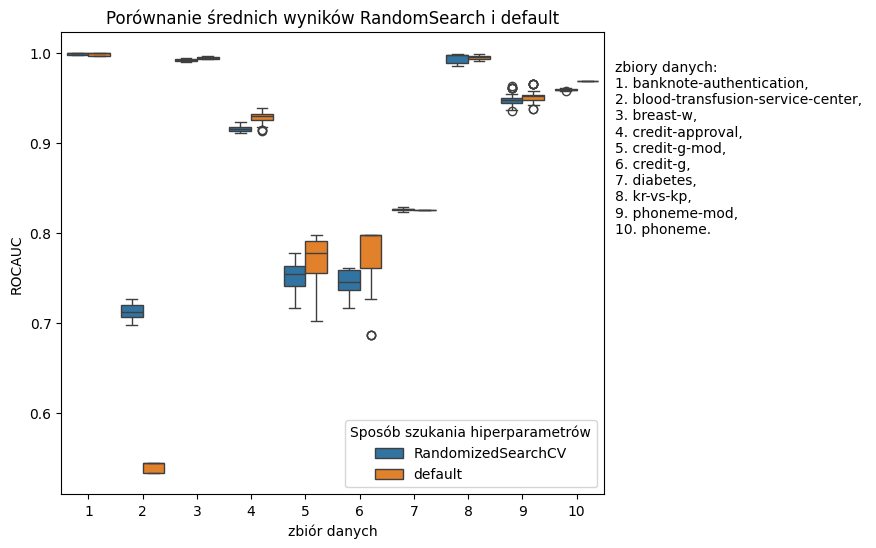 Porównanie średnich wyników RandomSearch i default
1.0
0.9
0.8
0.7
0.6
ROCAUC
1 2 3 4 5 6 7 8 9 10
zbiór danych
Sposób szukania hiperparametrów
RandomizedSearchCV
default
zbiory danych:
1. banknote-authentication,
2. blood-transfusion-service-center,
3. breast-w,
4. credit-approval,
5. credit-g-mod,
6. credit-g,
7. diabetes,
8. kr-vs-kp,
9. phoneme-mod,
10. phoneme.